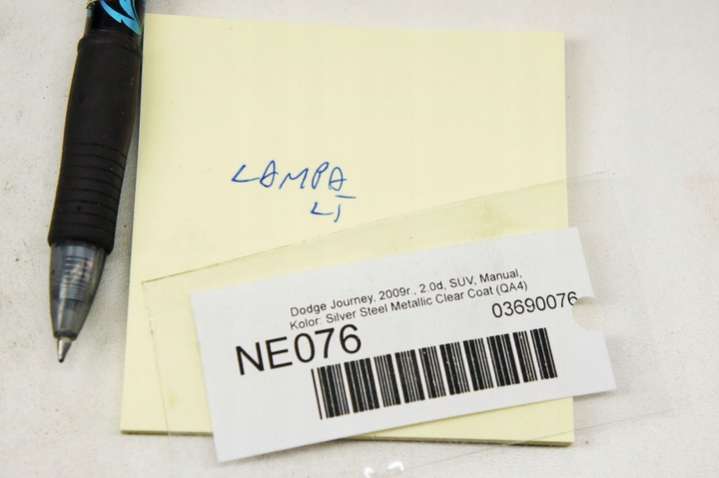 LAMPA
LT
Dodge Journey, 2009r., 2.0d, SUV, Manual,
Kolor: Silver Steel Metallic Clear Coat (QA4)
03690076
NE076